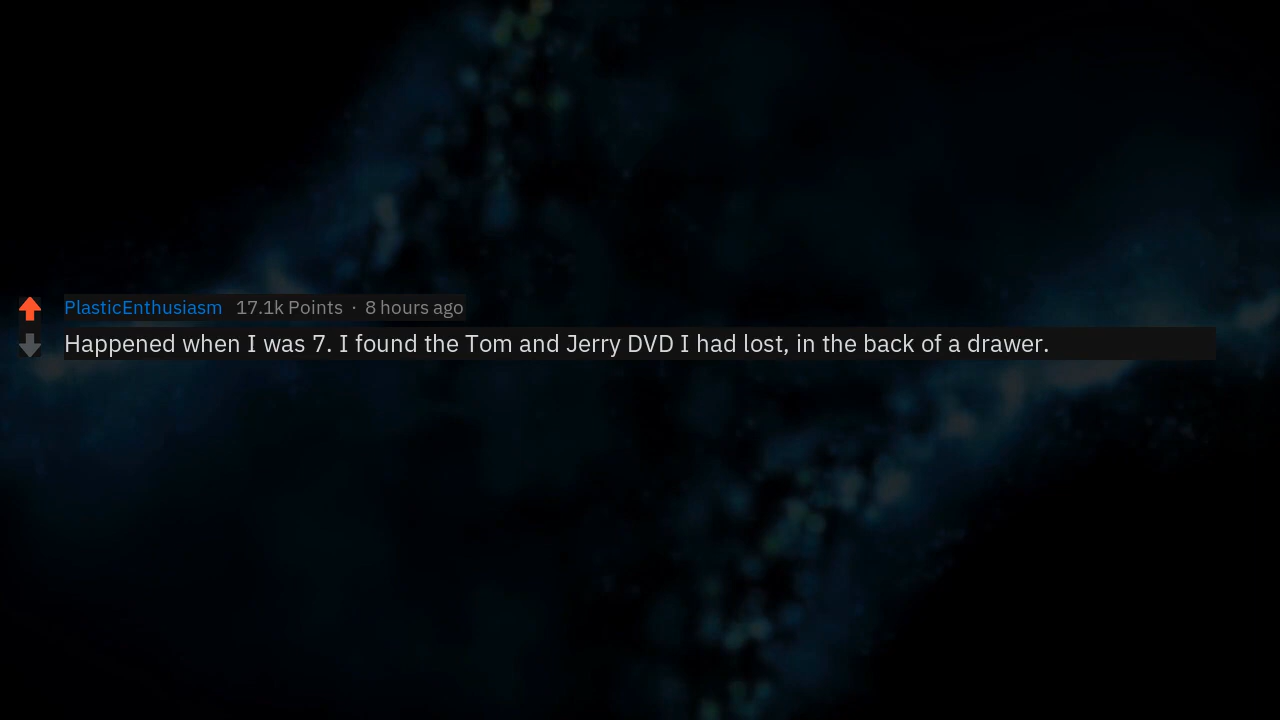 PlasticEnthusiasm 17.1k Points · 8 hours ago
Happened when I was 7. I found the Tom and Jerry DVD I had lost, in the back of a drawer.